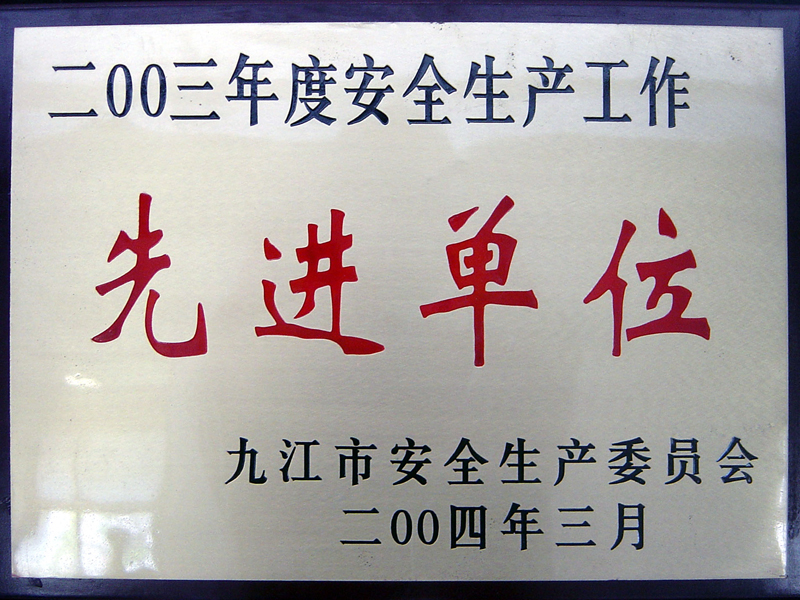 二00三年度安全生产工作
先进单位
九江市安全生产委员会
二00四年三月